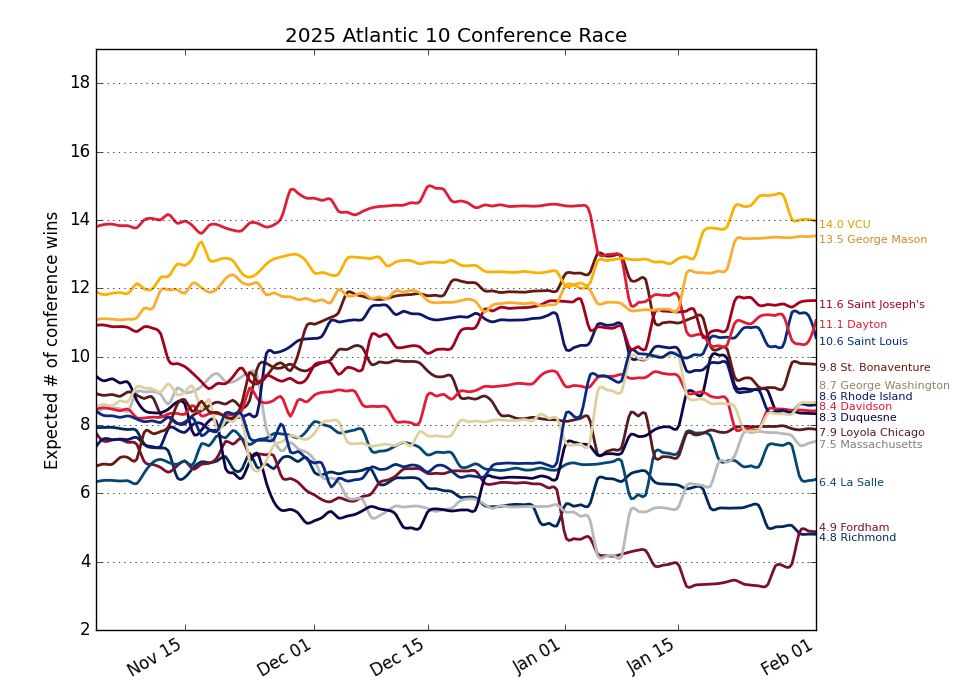 2025 Atlantic 10 Conference Race
Expected # of conference wins
18
16
14
12
10
8
6
4
2
14.0 VCU
13.5 George Mason
11.6 Saint Joseph's
11.1 Dayton
10.6 Saint Louis
9.8 St. Bonaventure
8.7 George Washington
8.6 Rhode Island
8.4 Davidson
8.3 Duquesne
7.9 Loyola Chicago
7.5 Massachusetts
6.4 La Salle
4.9 Fordham
4.8 Richmond
Nov 15
Dec 01
Dec 15
Jan 01
Jan 15
Feb 01